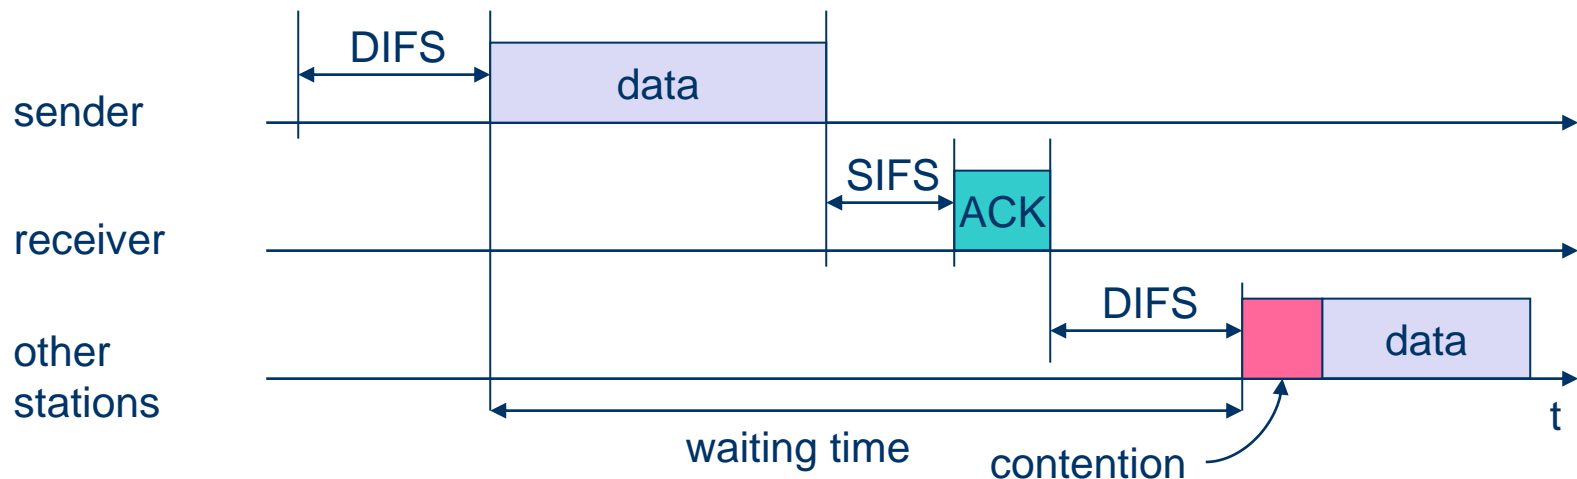 DIFS
data
sender
SIFS
ACK
receiver
DIFS
data
other
stations
t
waiting time
contention